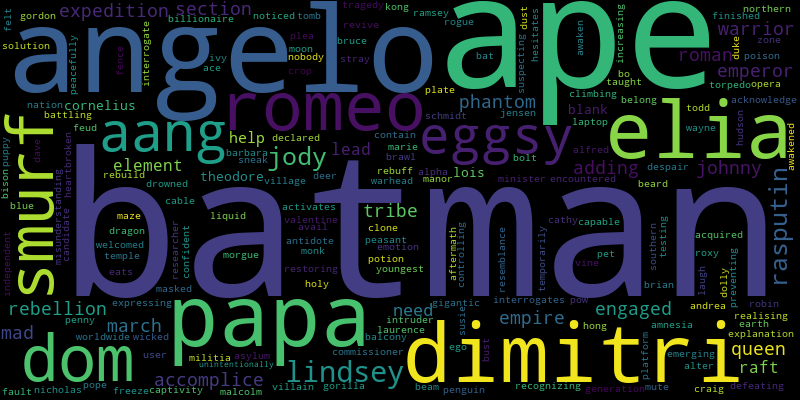 felt gordon expedition section noticed tomb tragedy kong ramsey dust northern
billionaire revive rogue finished warrior
solution peacefully angelo fence interrogate ivy ace plea moon nobody bruce stray ape suspecting hesitates awaken increasing roman duke zone
crop bat bo taught emperor poison
nation cornelius romeo plate phantom climbing torpedo opera
battling schmidt jensen blank belong todd acknowledge
feud aang help declared contain eggsy laptop elia wayne hudson awakened
smurf puppy dave heartbroken barbara lead marie brawl bolt alfred
bison misunderstanding candidate element sneak jody rebuff alpha lois adding despair johnny
rebuild theodore village deer warhead manor minister encountered beard rasputin
blue drowned cable activates tribe
maze liquid valentine clone cathy capable acquired
dragon batman avail peasant aftermath controlling resemblance temporarily southern testing
independent welcomed researcher confident antidote emotion pet roxy
temple morgue monk potion vine laugh dolly preventing
eats restoring youngest brian
masked holy gigantic interrogates pow andrea robin
rebellion expressing papa need susie empire hong engaged amnesia realising
penny march intruder earth
mad worldwide wicked balcony laurence dimitri platform emerging explanation
user militia asylum commissioner ego bust alter queen
dom unintentionally lindsey raft
fault nicholas pope accomplice villain gorilla beam recognizing generation mute defeating
freeze captivity malcolm penguin craig